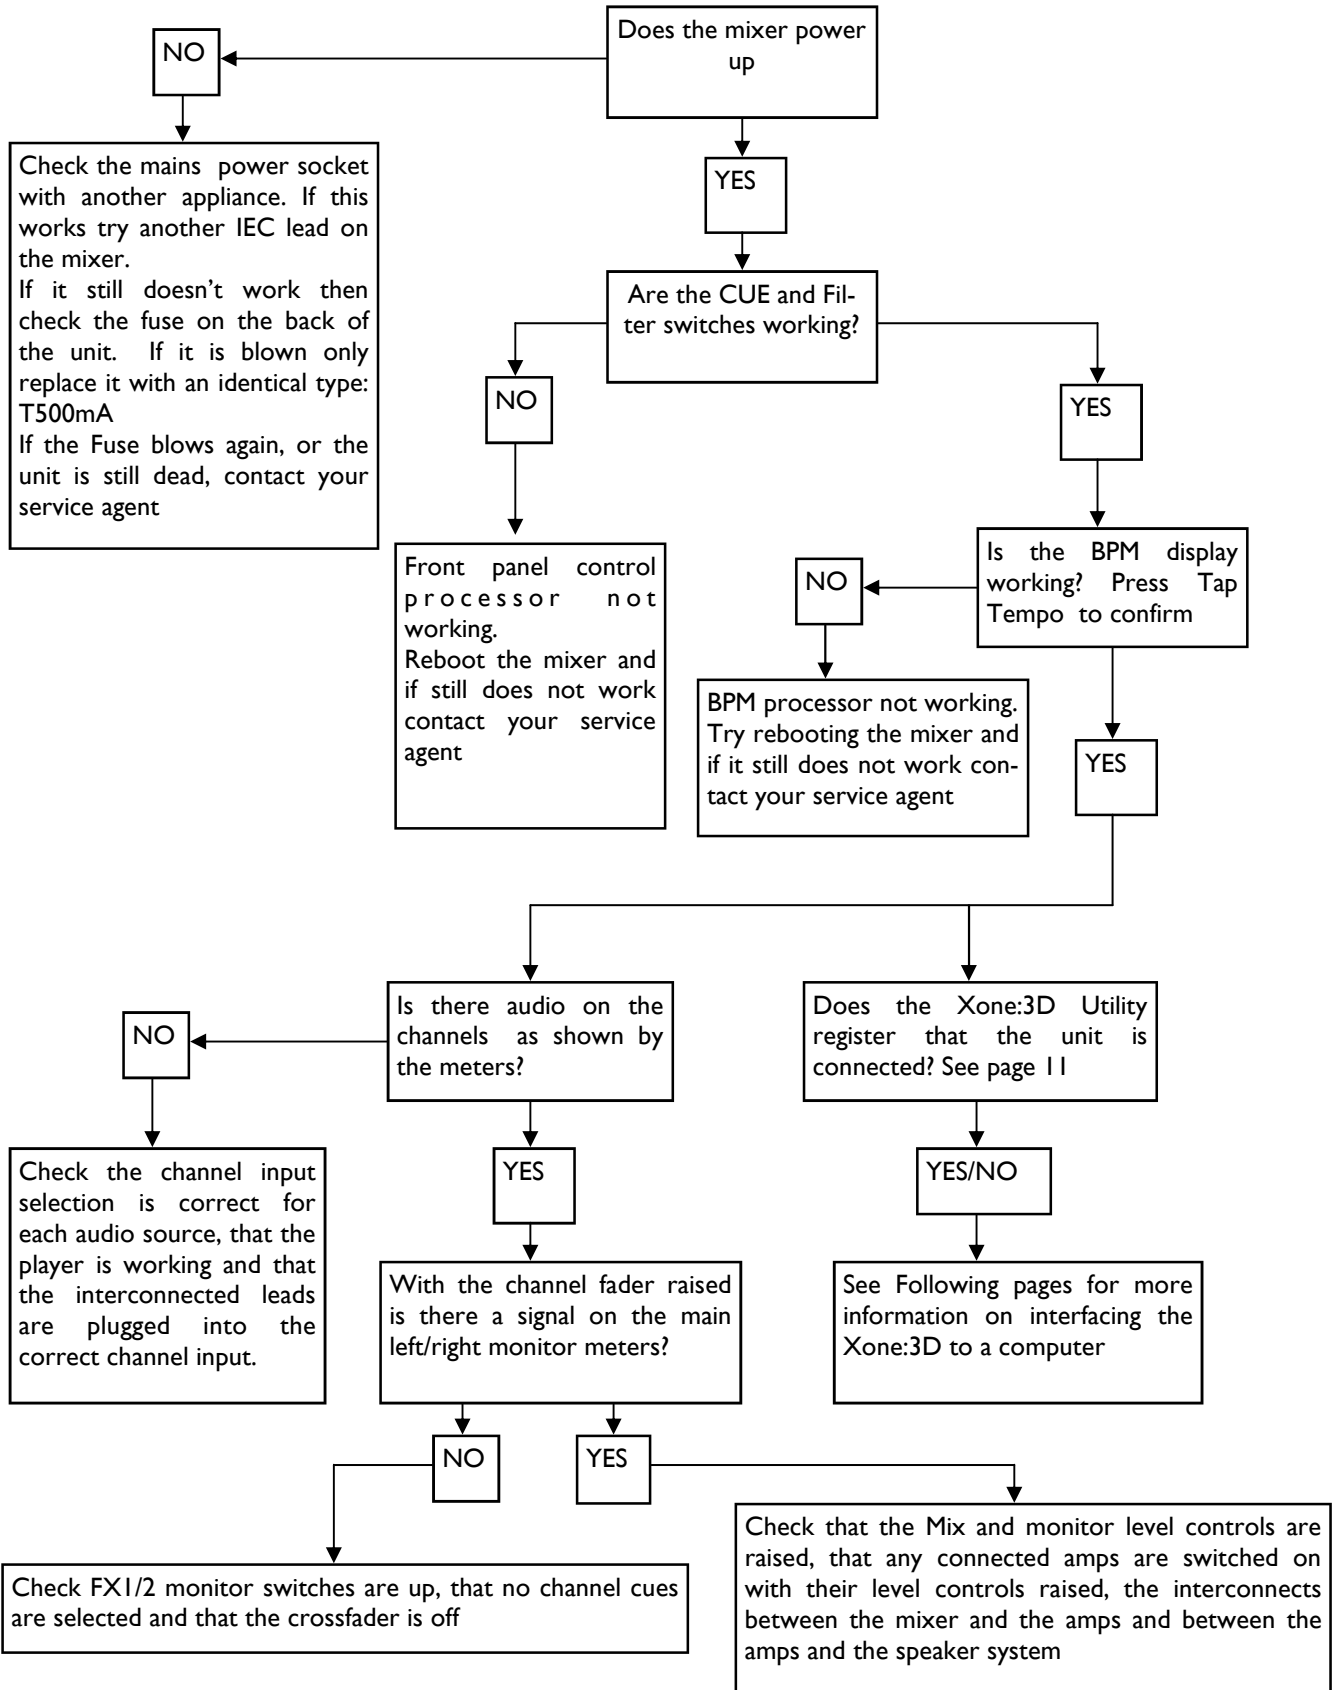 Does the mixer power
up
NO
YES
Check the mains power socket
with another appliance. If this
works try another IEC lead on
the mixer.
If it still doesn't work then
check the fuse on the back of
the unit. If it is blown only
replace it with an identical type:
T500mA
If the Fuse blows again, or the
unit is still dead, contact your
service agent
Are the CUE and Fil-
ter switches working?
NO
YES
Front panel control
processor not
working.
Reboot the mixer and
if still does not work
contact your service
agent
Is the BPM display
working? Press Tap
Tempo to confirm
NO
BPM processor not working.
Try rebooting the mixer and
if it still does not work con-
tact your service agent
YES
Is there audio on the
channels as shown by
the meters?
Does the Xone:3D Utility
register that the unit is
connected? See page 11
NO
YES
YES/NO
Check the channel input
selection is correct for
each audio source, that the
player is working and that
the interconnected leads
are plugged into the
correct channel input.
With the channel fader raised
is there a signal on the main
left/right monitor meters?
See Following pages for more
information on interfacing the
Xone:3D to a computer
NO
YES
Check FX1/2 monitor switches are up, that no channel cues
are selected and that the crossfader is off
Check that the Mix and monitor level controls are
raised, that any connected amps are switched on
with their level controls raised, the interconnects
between the mixer and the amps and between the
amps and the speaker system